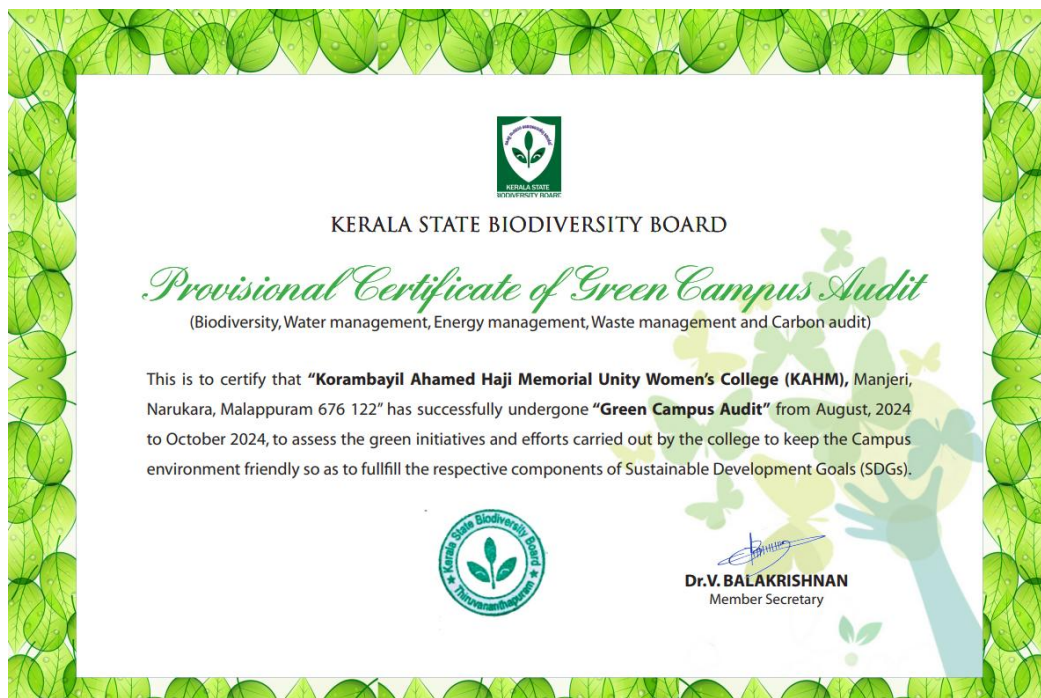 KERALA STATE
BIODIVERSITY BOARD
KERALA STATE BIODIVERSITY BOARD
Provisional Certificate of Green Campus Audit
(Biodiversity, Water management, Energy management, Waste management and Carbon audit)
This is to certify that “Korambayil Ahamed Haji Memorial Unity Women’s College (KAHM), Manjeri,
Narukara, Malappuram 676 122” has successfully undergone “Green Campus Audit” from August, 2024
to October 2024, to assess the green initiatives and efforts carried out by the college to keep the Campus
environment friendly so as to fullfill the respective components of Sustainable Development Goals (SDGs).
Kerala State Biodiversity Board
Thiruvananthapuram
Dr.V. BALAKRISHNAN
Member Secretary